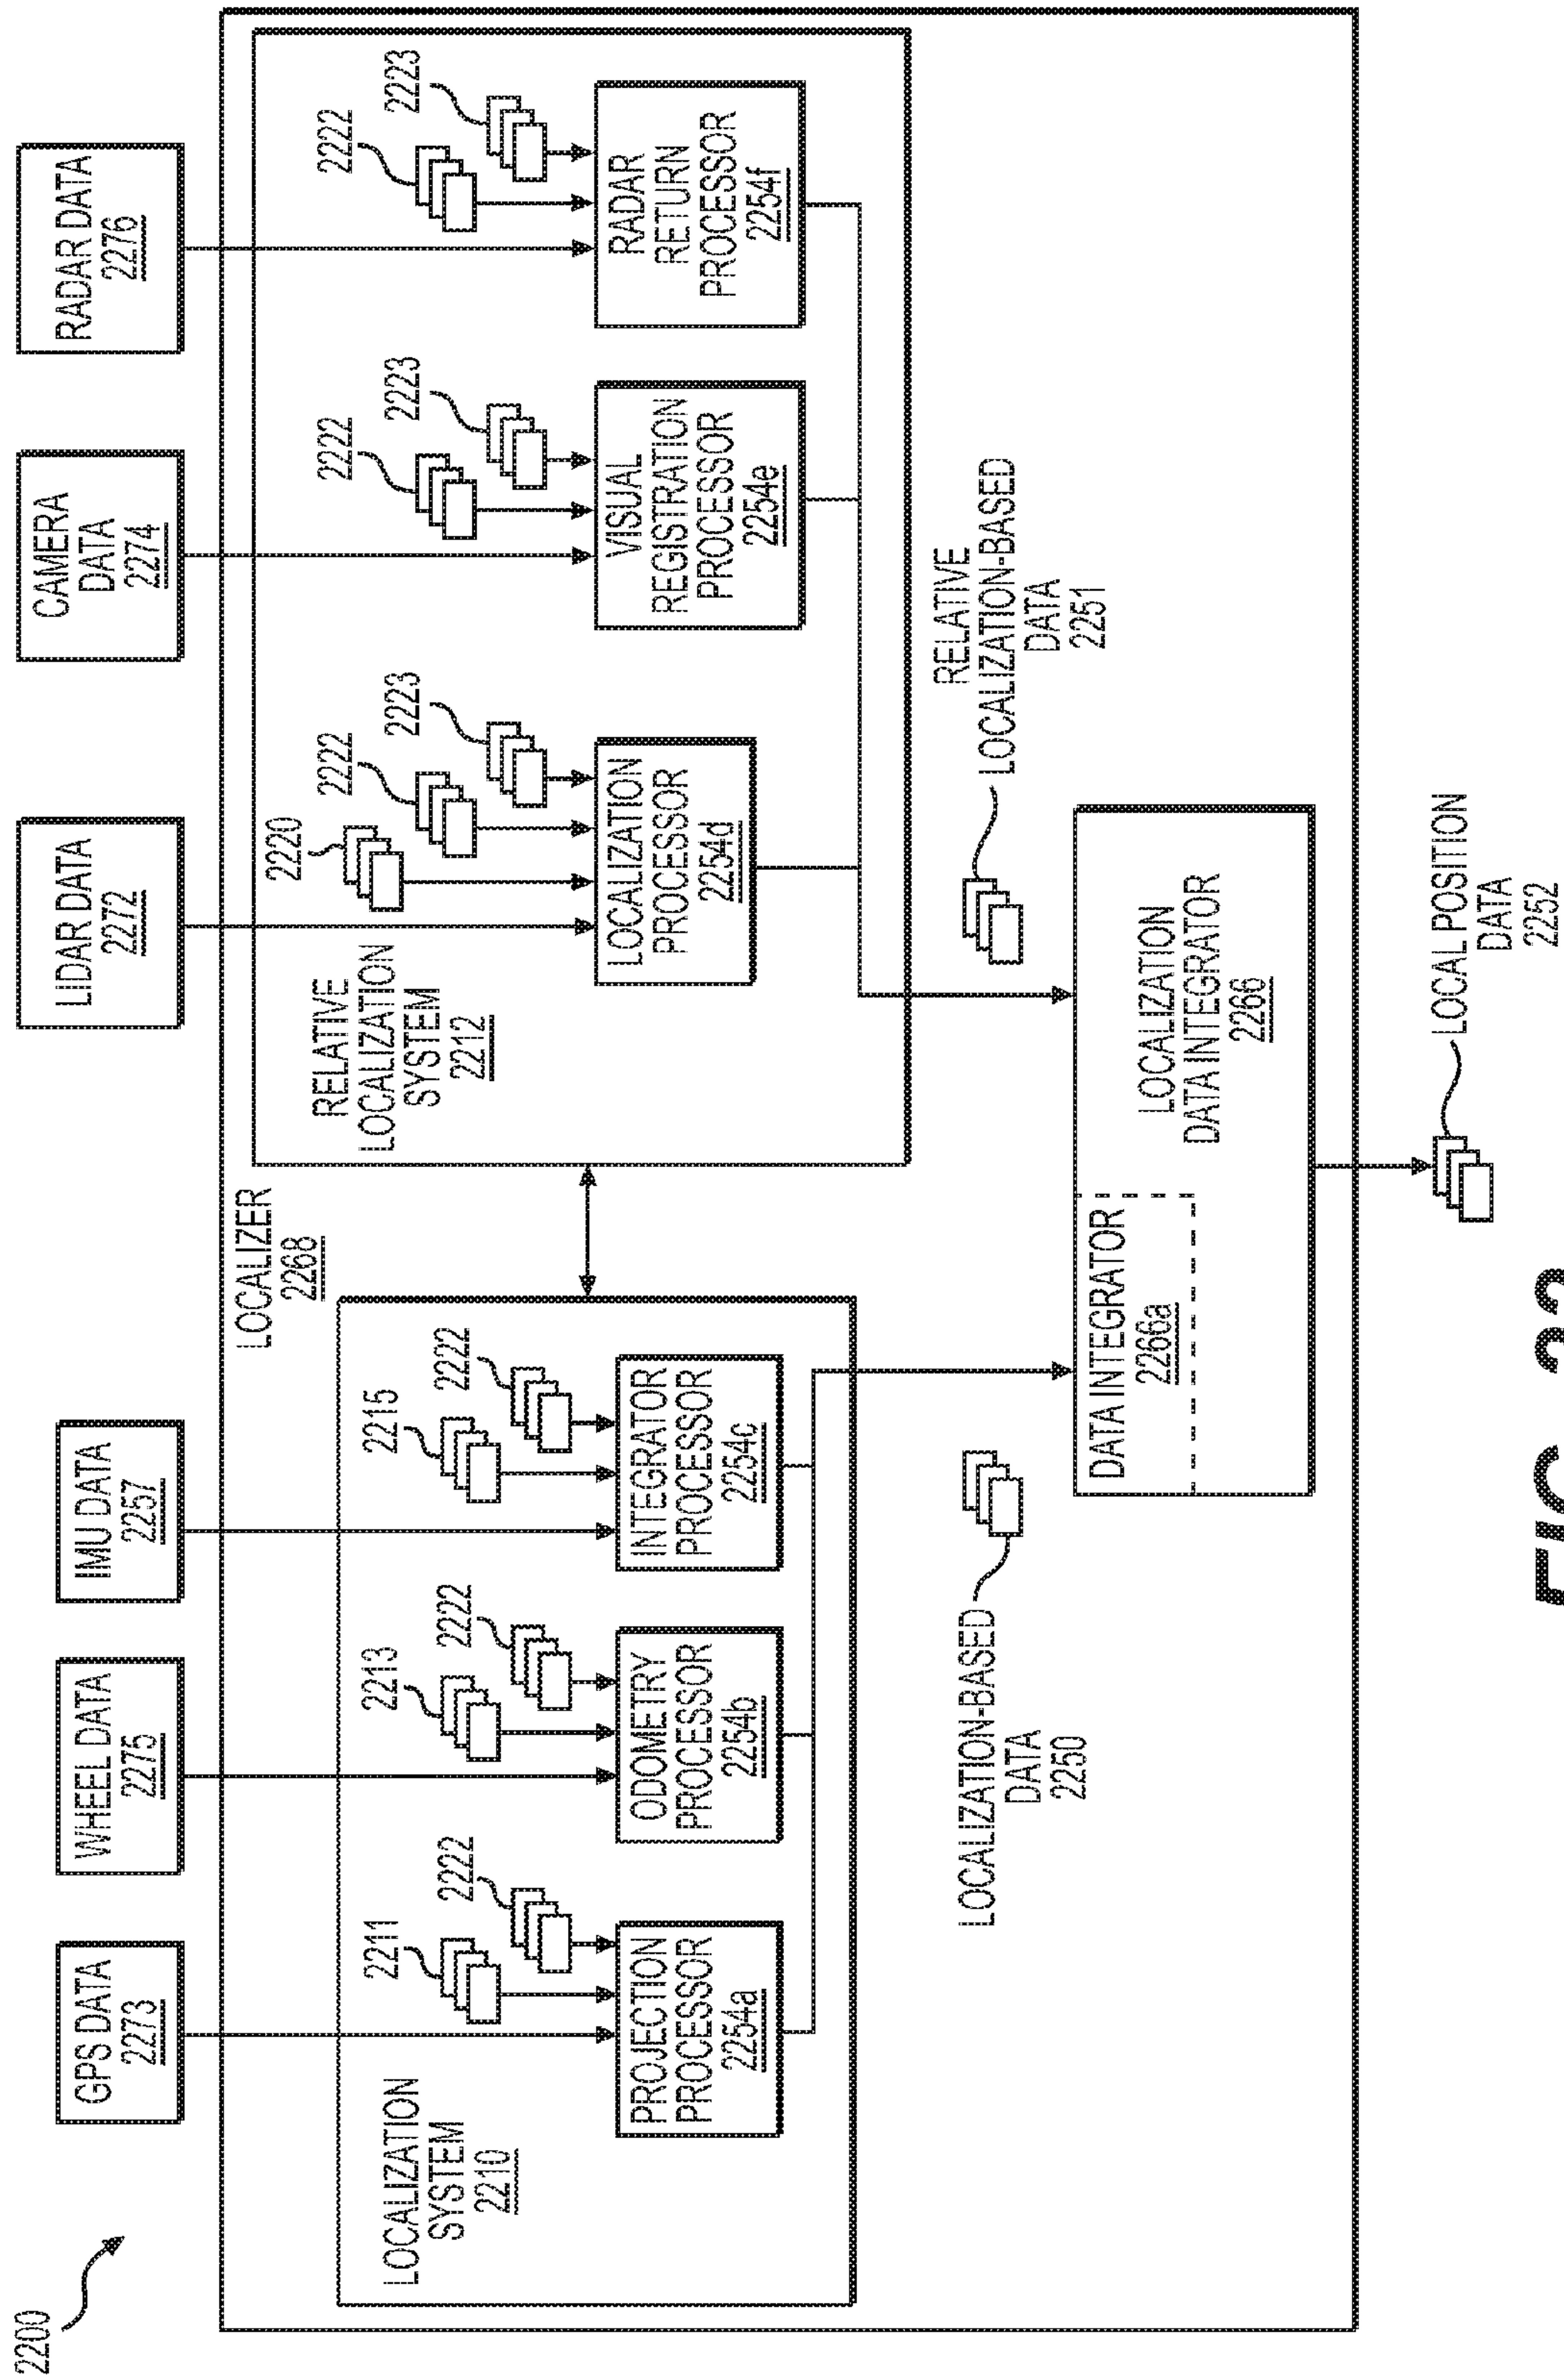 2200
GPS DATA
2273
WHEEL DATA
2275
IMU DATA
2257
LIDAR DATA
2272
CAMERA
DATA
2274
RADAR DATA
2276
LOCALIZER
2268
LOCALIZATION
SYSTEM
2210
2211
2222
PROJECTION
PROCESSOR
2254a
2213
2222
ODOMETRY
PROCESSOR
2254b
2215
2222
INTEGRATOR
PROCESSOR
2254c
RELATIVE
LOCALIZATION
SYSTEM
2212
2220
2222
2223
LOCALIZATION
PROCESSOR
2254d
2222
2223
VISUAL
REGISTRATION
PROCESSOR
2254e
2222
2223
RADAR
RETURN
PROCESSOR
2254f
LOCALIZATION-BASED
DATA
2250
RELATIVE
LOCALIZATION-BASED
DATA
2251
DATA INTEGRATOR
2266a
LOCALIZATION
DATA INTEGRATOR
2266
LOCAL POSITION
DATA
2252